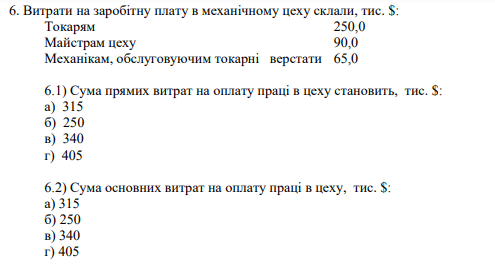 6. Витрати на заробітну плату в механічному цеху склали, тис. $:
Токарям 250,0
Майстрам цеху 90,0
Механікам, обслуговуючим токарні верстати 65,0
6.1) Сума прямих витрат на оплату праці в цеху становить, тис. $:
а) 315
б) 250
в) 340
г) 405
6.2) Сума основних витрат на оплату праці в цеху, тис. $:
а) 315
б) 250
в) 340
г) 405